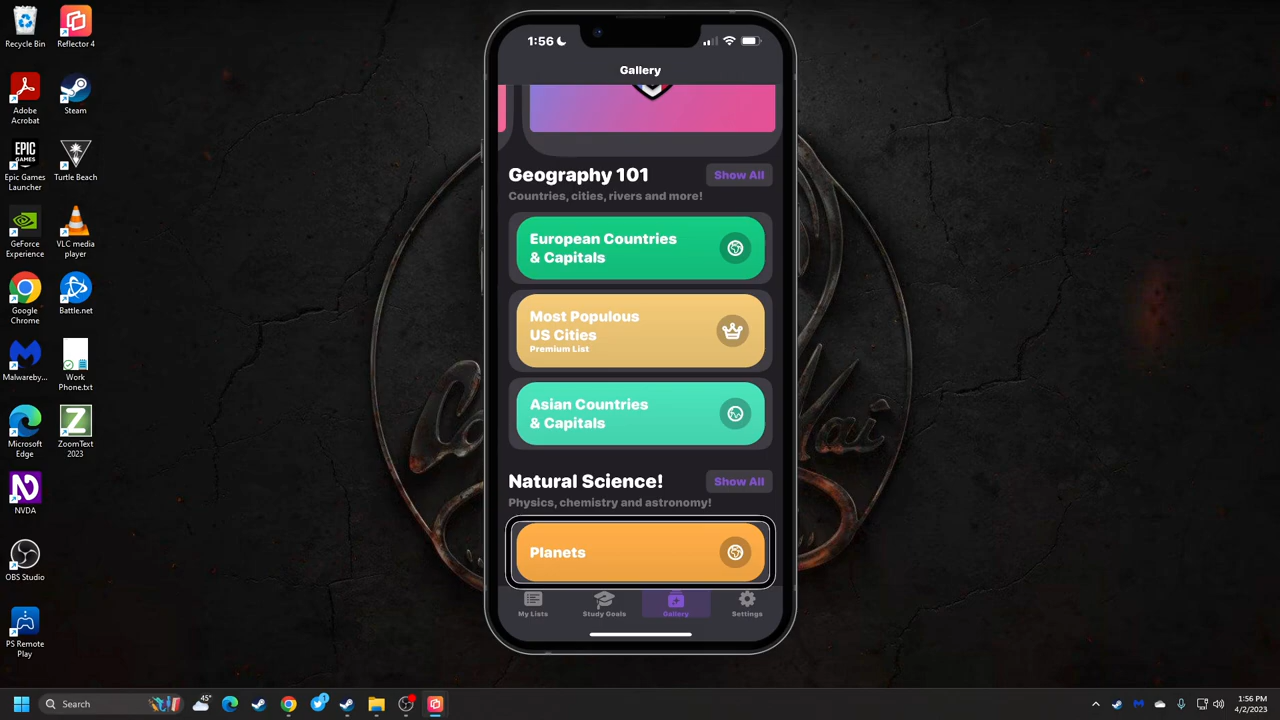 Recycle Bin
Reflector 4
Adobe
Acrobat
Steam
EPIC
GAMES
Epic Games
Launcher
Turtle Beach
GeForce
Experience
VLC media
player
Google
Chrome
Battle.net
Malwareby...
Work
Phone.txt
Microsoft
Edge
Z
ZoomText
2023
NVDA
OBS Studio
PS Remote
Play
1:56
Gallery
Geography 101
Show All
Countries, cities, rivers and more!
European Countries
& Capitals
Most Populous
US Cities
Premium List
Asian Countries
& Capitals
Natural Science!
Show All
Physics, chemistry and astronomy!
Planets
My Lists
Study Goals
Gallery
Settings
Search
45°
1
1:56 PM
4/2/2023